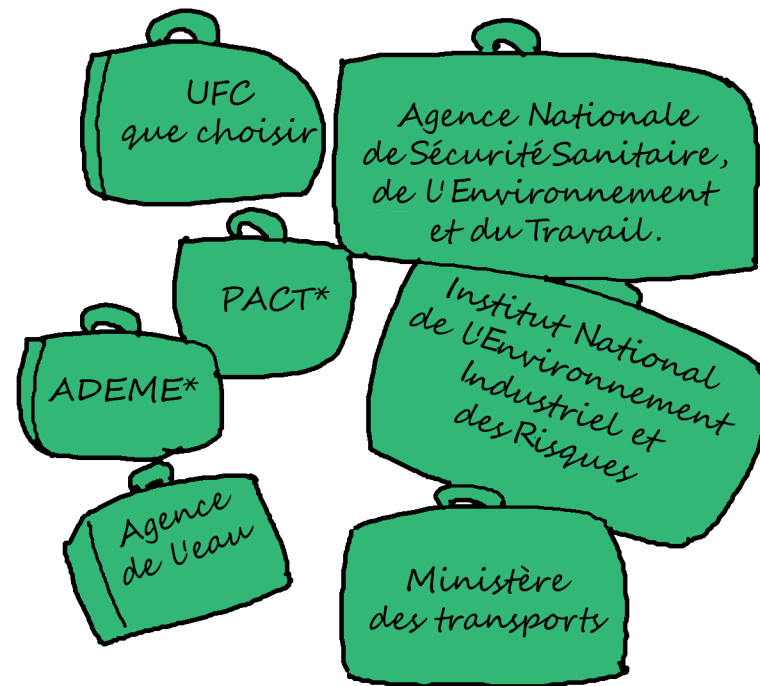 UFC
que choisir
Agence Nationale
de Sécurité Sanitaire,
de l'Environnement
et du Travail.
PACT*
Institut National
de l'Environnement
Industriel et
des Risques
ADEME*
Agence
de l'eau
Ministère
des transports